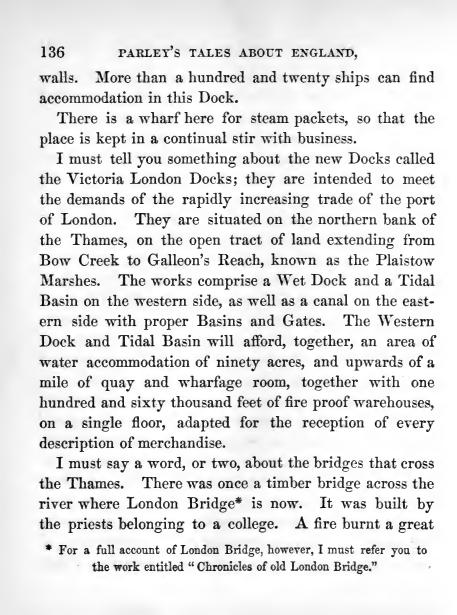 136 PARLEY'S TALES ABOUT ENGLAND,
walls. More than a hundred and twenty ships can find
accommodation in this Dock.
There is a wharf here for steam packets, so that the
place is kept in a continual stir with business.
I must tell you something about the new Docks called
the Victoria London Docks; they are intended to meet
the demands of the rapidly increasing trade of the port
of London. They are situated on the northern bank of
the Thames, on the open tract of land extending from
Bow Creek to Galleon's Reach, known as the Plaistow
Marshes. The works comprise a Wet Dock and a Tidal
Basin on the western side, as well as a canal on the east-
ern side with proper Basins and Gates. The Western
Dock and Tidal Basin will afford, together, an area of
water accommodation of ninety acres, and upwards of a
mile of quay and wharfage room, together with one
hundred and sixty thousand feet of fire proof warehouses,
on a single floor, adapted for the reception of every
description of merchandise.
I must say a word, or two, about the bridges that cross
the Thames. There was once a timber bridge across the
river where London Bridge* is now. It was built by
the priests belonging to a college. A fire burnt a great
* For a full account of London Bridge, however, I must refer you to
the work entitled "Chronicles of old London Bridge."